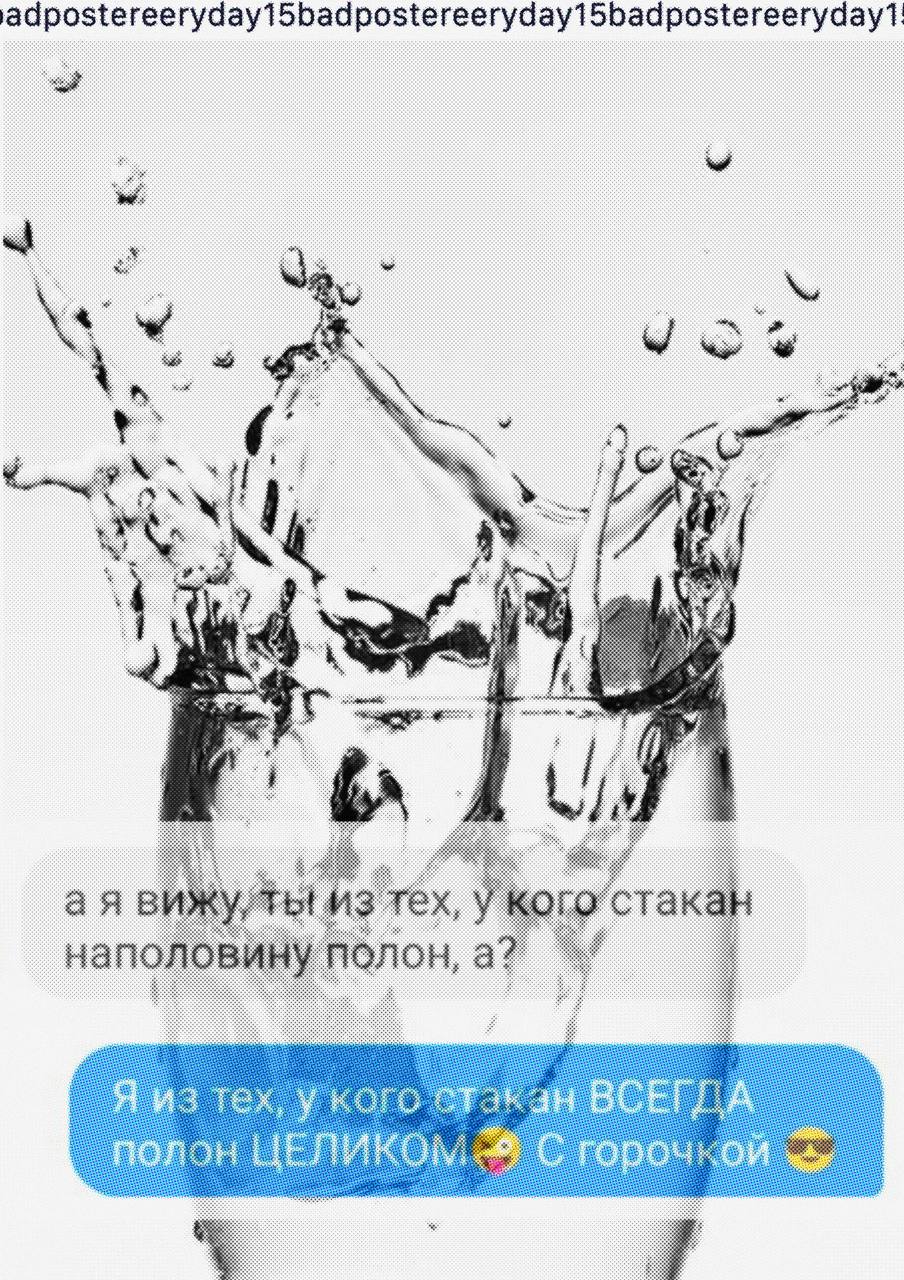 badpostereeryday15badpostereeryday15badpostereeryday15
а я вижу, ты из тех, у кого стакан
наполовину полон, а?
Я из тех, у кого стакан ВСЕГДА
полон ЦЕЛИКОМ😜 С горочкой 😎